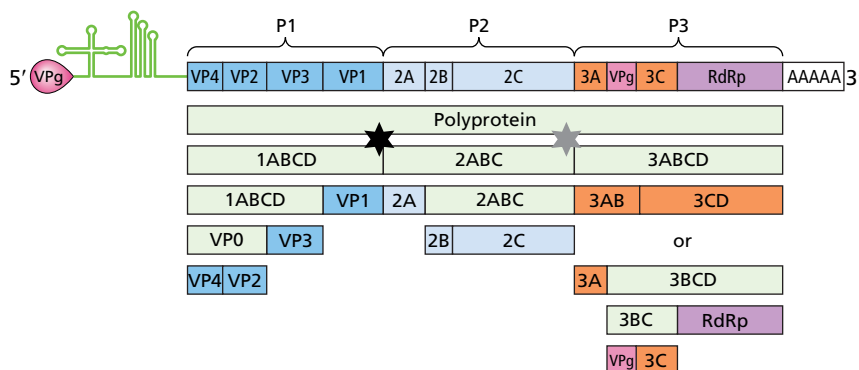 P1 P2 P3
5′ VPg VP4 VP2 VP3 VP1 2A 2B 2C 3A VPg 3C RdRp AAAAA 3
Polyprotein
1ABCD 2ABC 3ABCD
1ABCD VP1 2A 2ABC 3AB 3CD
VP0 VP3 2B 2C or
VP4 VP2 3A 3BCD
3BC RdRp
VPg 3C